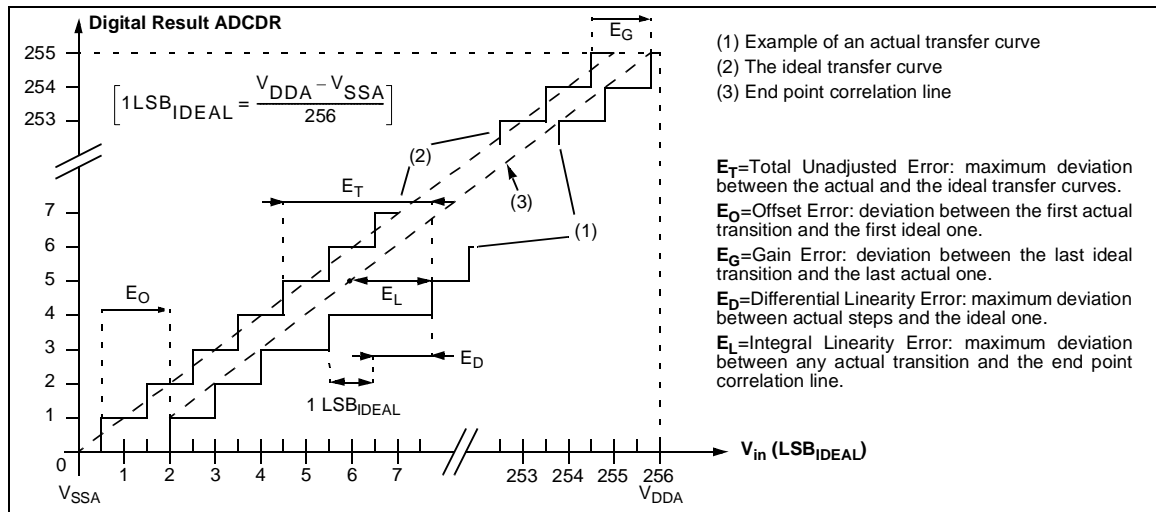 Digital Result ADCDR
E_G
255
254
253
[1LSB_IDEAL = (V_DDA − V_SSA) / 256]
(1) Example of an actual transfer curve
(2) The ideal transfer curve
(3) End point correlation line
(2)
E_T
(3)
(1)
7
6
5
4
3
2
1
0
E_O
E_L
E_D
1 LSB_IDEAL
E_T=Total Unadjusted Error: maximum deviation
between the actual and the ideal transfer curves.
E_O=Offset Error: deviation between the first actual
transition and the first ideal one.
E_G=Gain Error: deviation between the last ideal
transition and the last actual one.
E_D=Differential Linearity Error: maximum deviation
between actual steps and the ideal one.
E_L=Integral Linearity Error: maximum deviation
between any actual transition and the end point
correlation line.
V_in (LSB_IDEAL)
1 2 3 4 5 6 7 253 254 255 256
V_SSA V_DDA